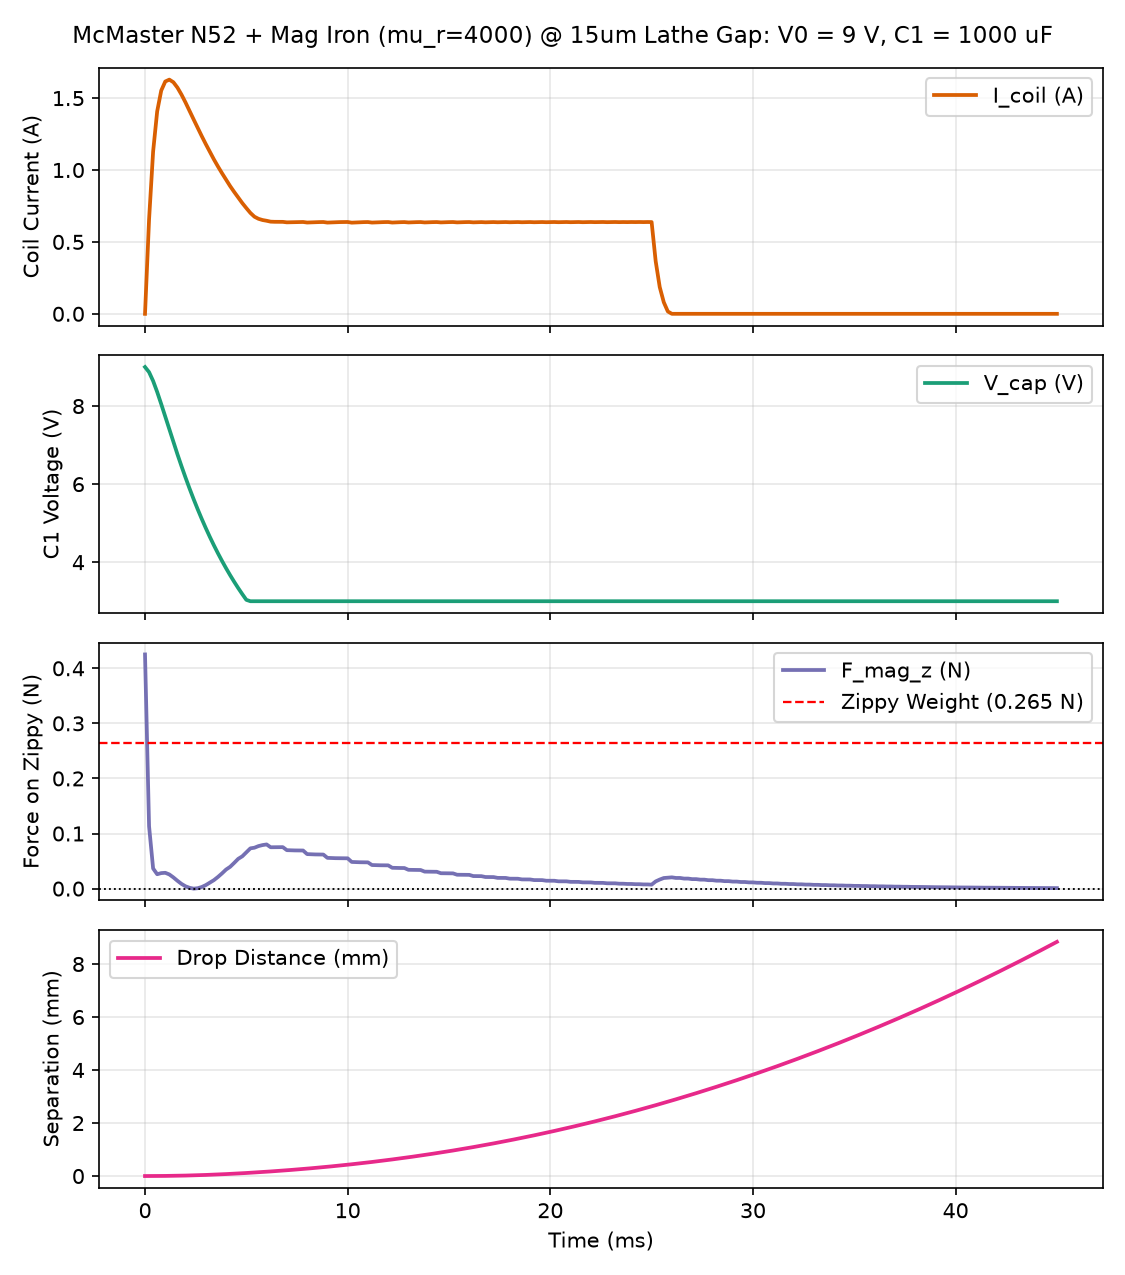 McMaster N52 + Mag Iron (mu_r=4000) @ 15um Lathe Gap: V0 = 9 V, C1 = 1000 uF
Coil Current (A)
1.5
1.0
0.5
0.0
I_coil (A)
C1 Voltage (V)
8
6
4
V_cap (V)
Force on Zippy (N)
0.4
0.3
0.2
0.1
0.0
F_mag_z (N)
Zippy Weight (0.265 N)
Separation (mm)
8
6
4
2
0
Drop Distance (mm)
0 10 20 30 40
Time (ms)